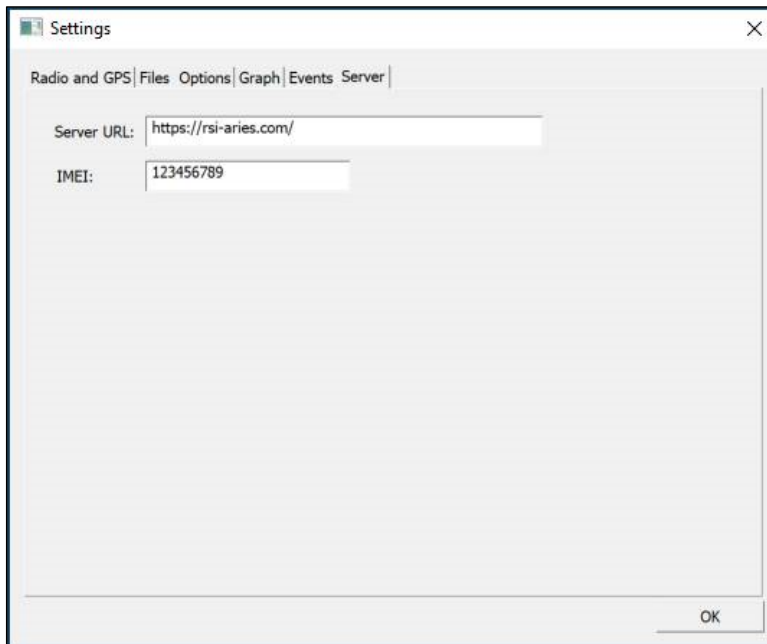 Settings
Radio and GPS Files Options Graph Events Server
Server URL: https://rsi-aries.com/
IMEI: 123456789
OK